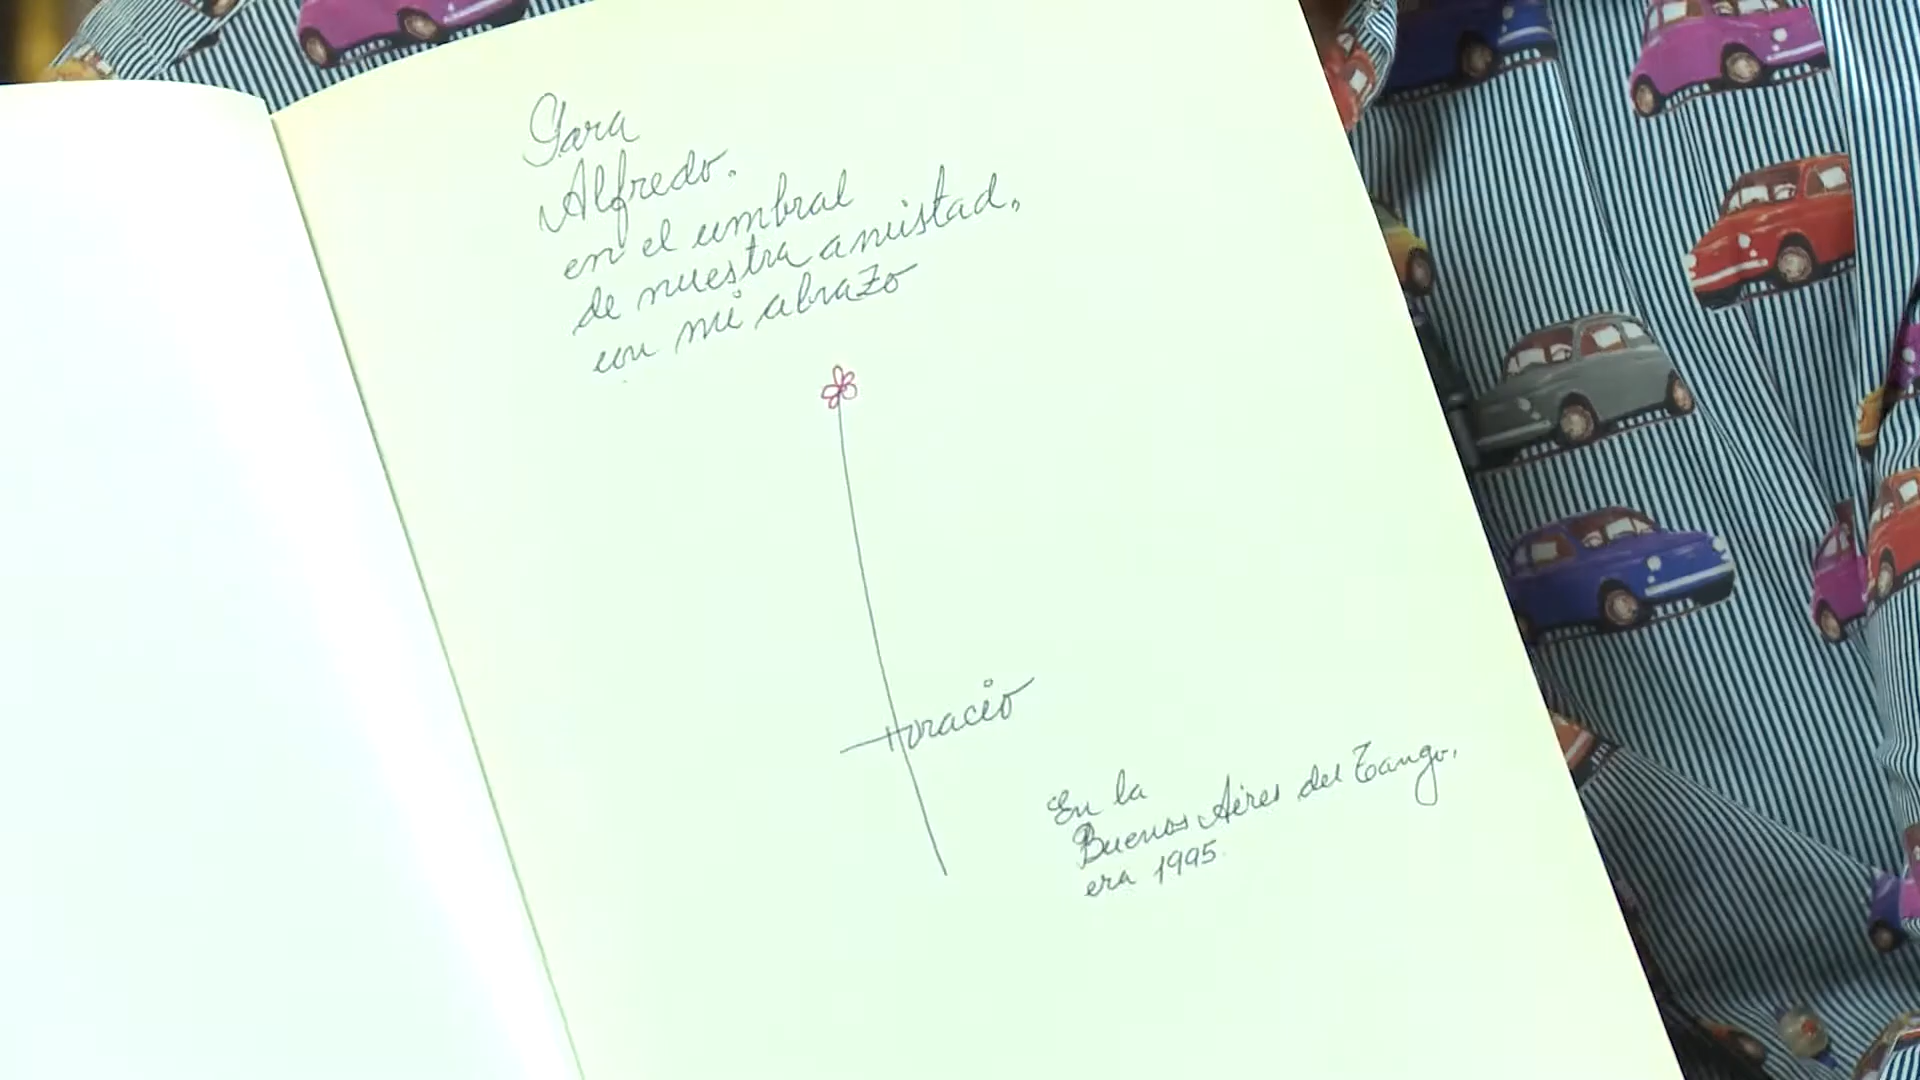 Para
Alfredo.
en el umbral
de nuestra amistad,
con mi abrazo
Horacio
En la
Buenos Aires del Tango,
era 1995.